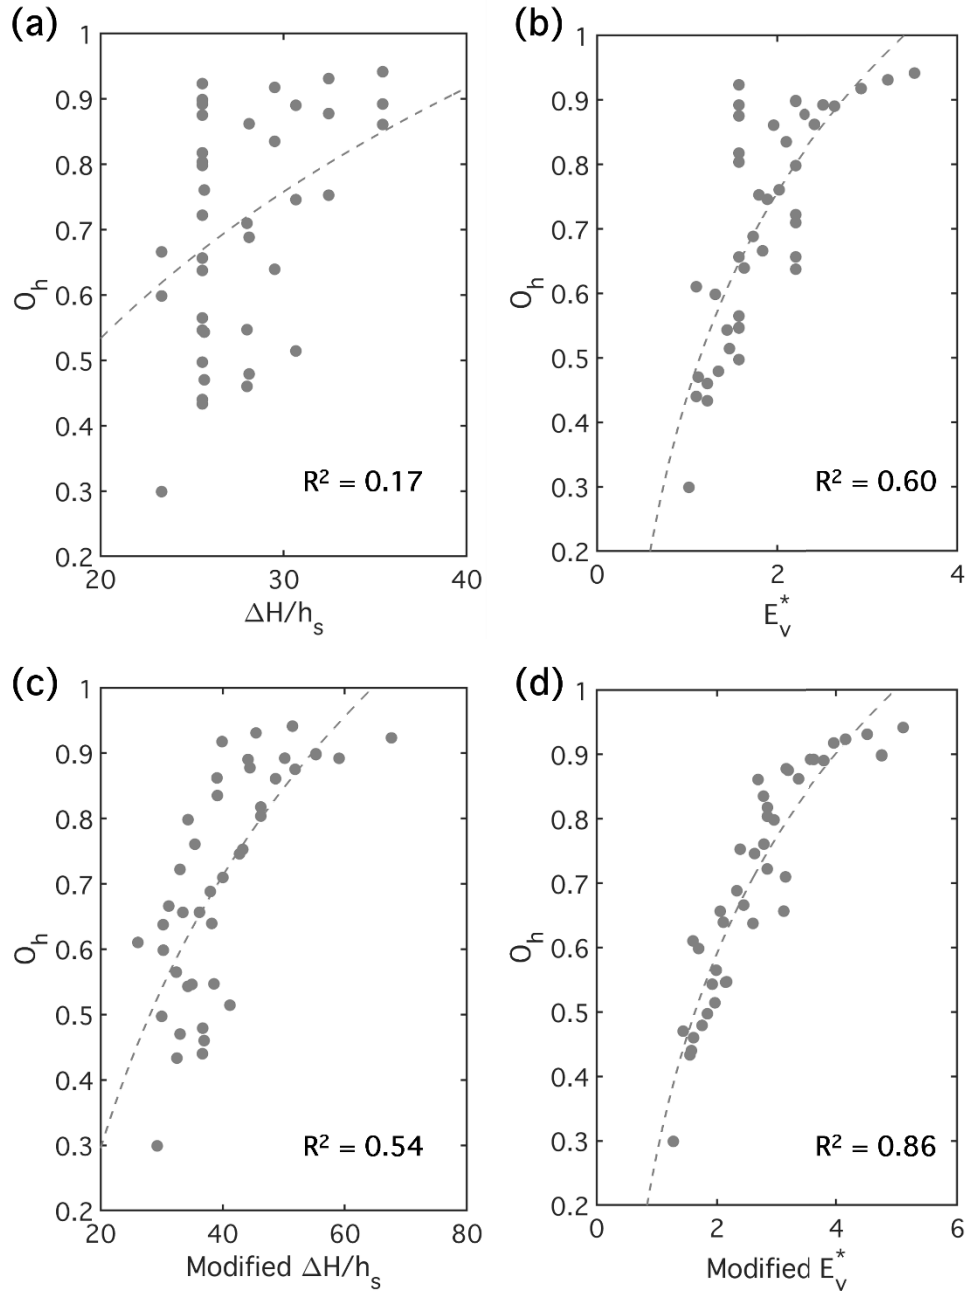 (a)
1
0.9
0.8
0.7
0.6
0.5
0.4
0.3
0.2
O_h
R² = 0.17
20 30 40
ΔH/h_s
(b)
1
0.9
0.8
0.7
0.6
0.5
0.4
0.3
0.2
O_h
R² = 0.60
0 2 4
E_v^*
(c)
1
0.9
0.8
0.7
0.6
0.5
0.4
0.3
0.2
O_h
R² = 0.54
20 40 60 80
Modified ΔH/h_s
(d)
1
0.9
0.8
0.7
0.6
0.5
0.4
0.3
0.2
O_h
R² = 0.86
0 2 4 6
Modified E_v^*